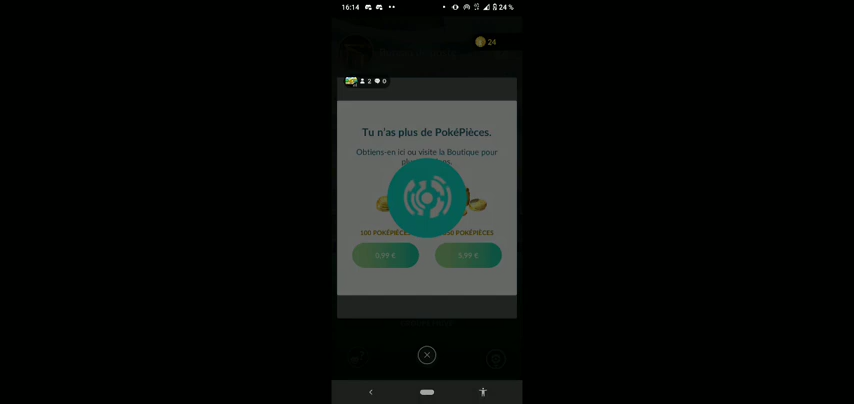 16:14
24 %
24
2 0
Tu n'as plus de PokéPièces.
Obtiens-en ici ou visite la Boutique pour
100 POKÉPIÈCES
POKÉPIÈCES
0,99 €
5,99 €